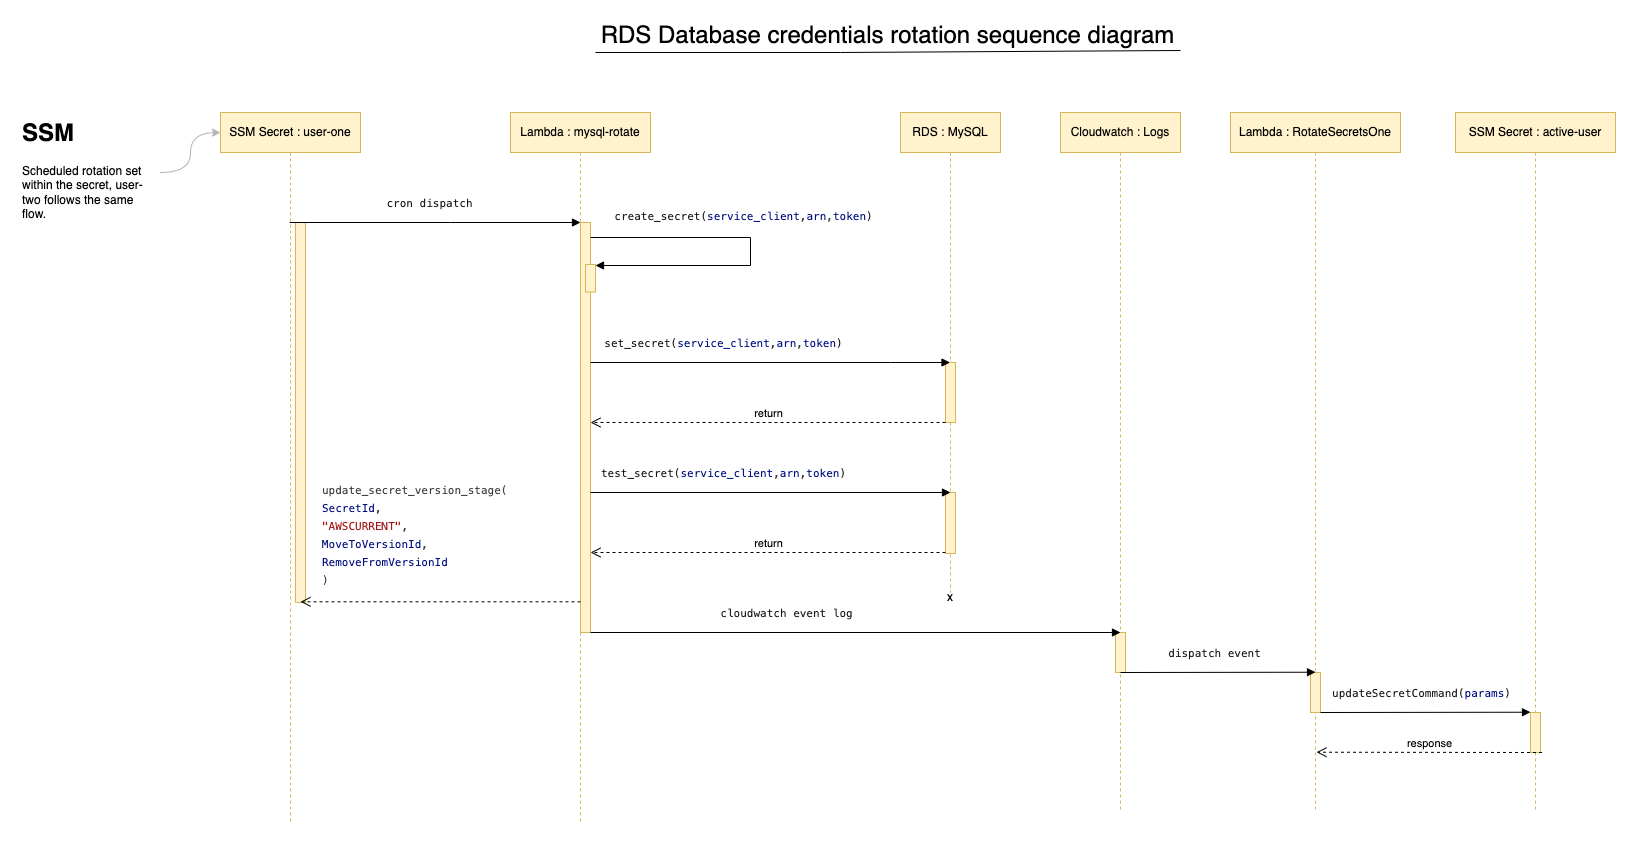 RDS Database credentials rotation sequence diagram
SSM
Scheduled rotation set
within the secret, user-
two follows the same
flow.
SSM Secret : user-one
Lambda : mysql-rotate
RDS : MySQL
Cloudwatch : Logs
Lambda : RotateSecretsOne
SSM Secret : active-user
cron dispatch
create_secret(service_client,arn,token)
set_secret(service_client,arn,token)
return
test_secret(service_client,arn,token)
update_secret_version_stage(
SecretId,
"AWSCURRENT",
MoveToVersionId,
RemoveFromVersionId
)
return
x
cloudwatch event log
dispatch event
updateSecretCommand(params)
response